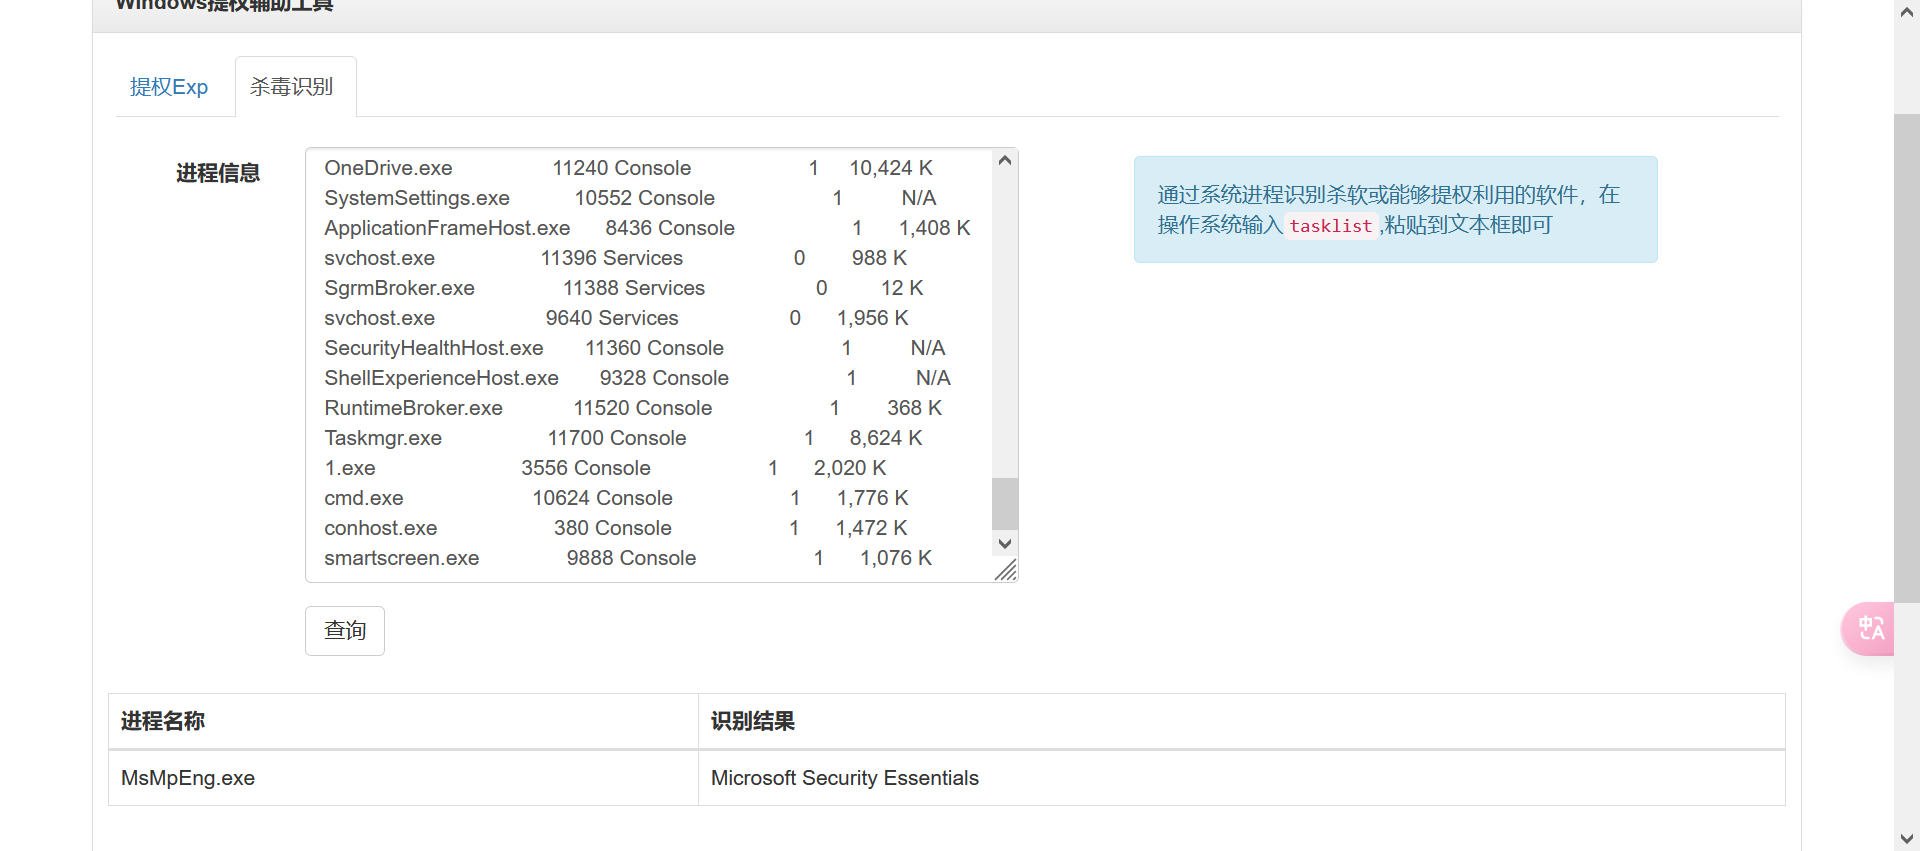 Windows提权辅助工具
提权Exp 杀毒识别
进程信息
OneDrive.exe 11240 Console 1 10,424 K
SystemSettings.exe 10552 Console 1 N/A
ApplicationFrameHost.exe 8436 Console 1 1,408 K
svchost.exe 11396 Services 0 988 K
SgrmBroker.exe 11388 Services 0 12 K
svchost.exe 9640 Services 0 1,956 K
SecurityHealthHost.exe 11360 Console 1 N/A
ShellExperienceHost.exe 9328 Console 1 N/A
RuntimeBroker.exe 11520 Console 1 368 K
Taskmgr.exe 11700 Console 1 8,624 K
1.exe 3556 Console 1 2,020 K
cmd.exe 10624 Console 1 1,776 K
conhost.exe 380 Console 1 1,472 K
smartscreen.exe 9888 Console 1 1,076 K
通过系统进程识别杀软或能够提权利用的软件，在
操作系统输入 tasklist ,粘贴到文本框即可
查询
中A
进程名称 识别结果
MsMpEng.exe Microsoft Security Essentials